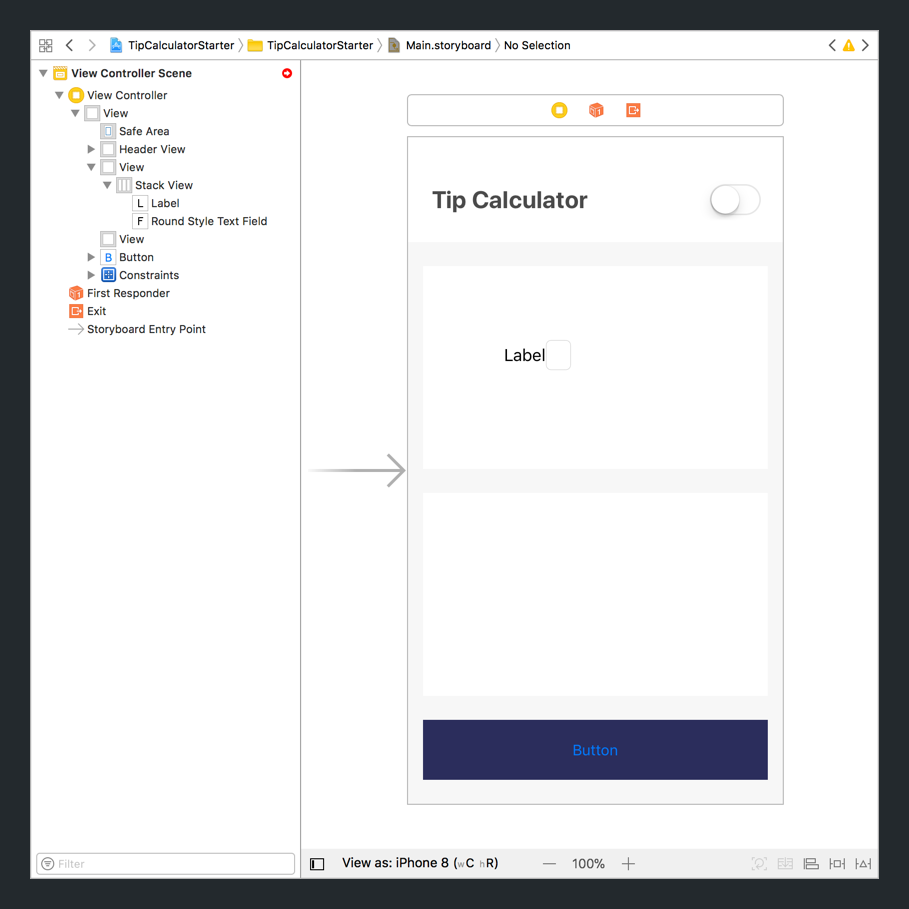 TipCalculatorStarter TipCalculatorStarter Main.storyboard No Selection
View Controller Scene
View Controller
View
Safe Area
Header View
View
Stack View
L Label
F Round Style Text Field
View
B Button
Constraints
First Responder
Exit
Storyboard Entry Point
Filter
Tip Calculator
Label
Button
View as: iPhone 8 (wC hR)
100%